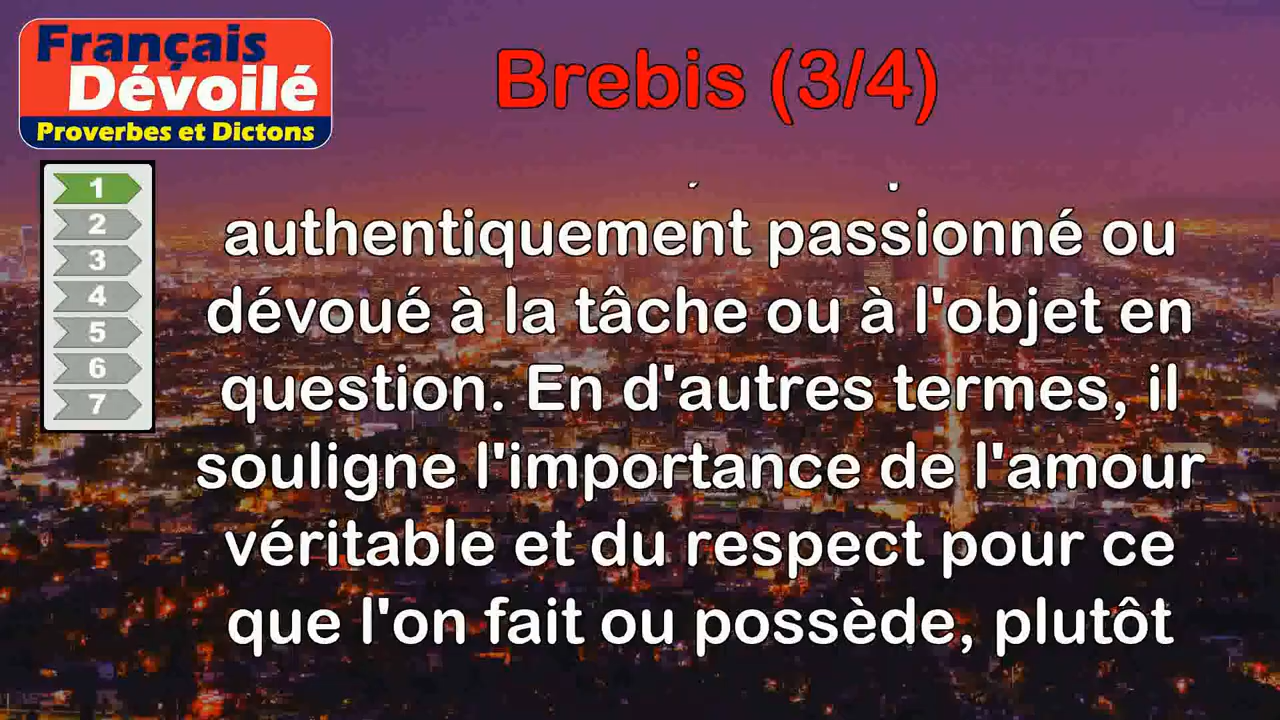 Français
Dévoilé
Proverbes et Dictons
Brebis (3/4)
1
2
3
4
5
6
7
authentiquement passionné ou
dévoué à la tâche ou à l'objet en
question. En d'autres termes, il
souligne l'importance de l'amour
véritable et du respect pour ce
que l'on fait ou possède, plutôt